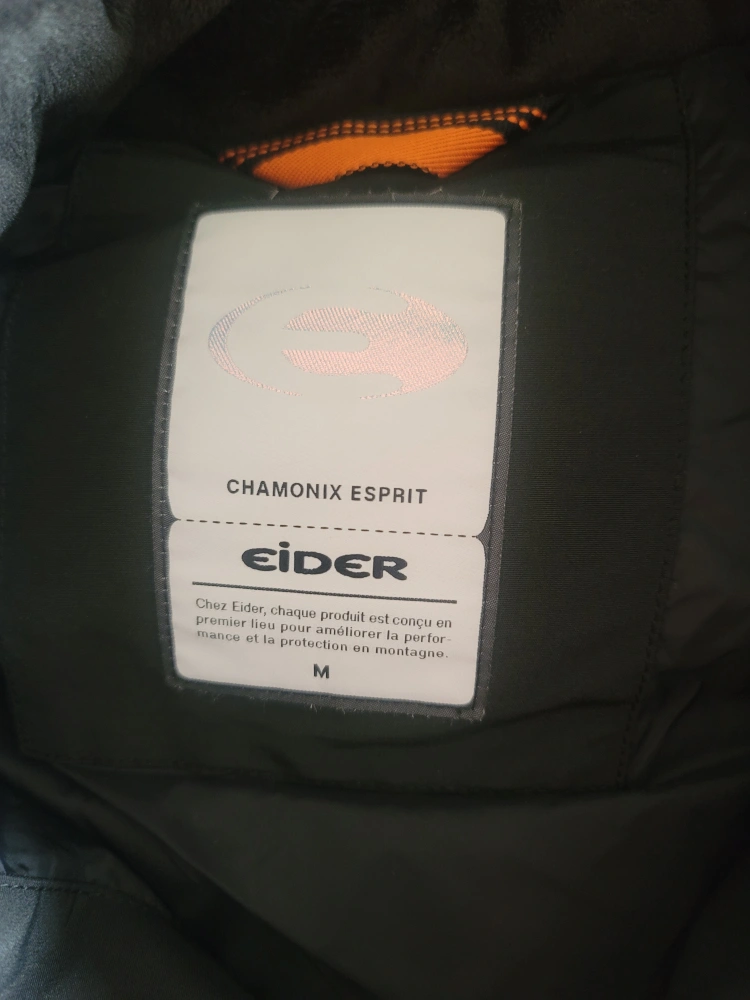 CHAMONIX ESPRIT
EiDER
Chez Eider, chaque produit est conçu en
premier lieu pour améliorer la perfor-
mance et la protection en montagne.
M